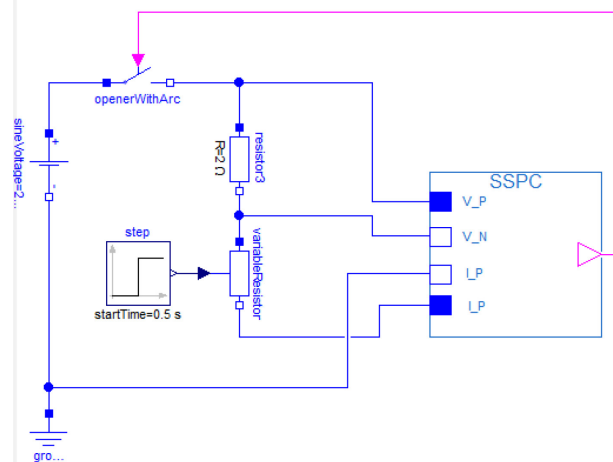 openerWithArc
sineVoltage=2...
+
-
resistor3
R=2 Ω
SSPC
V_P
V_N
I_P
I_P
step
variableResistor
startTime=0.5 s
gro...